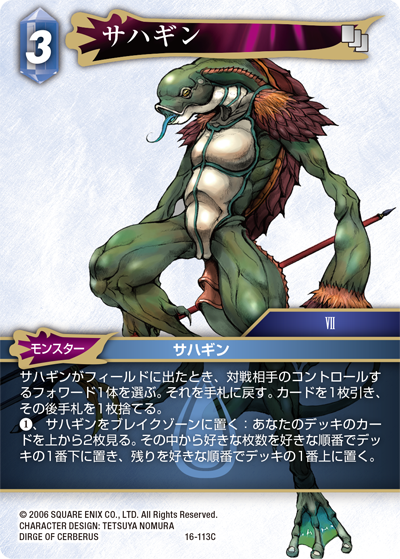 3
サハギン
VII
モンスター
サハギン
サハギンがフィールドに出たとき、対戦相手のコントロールす
るフォワード1体を選ぶ。それを手札に戻す。カードを1枚引き、
その後手札を1枚捨てる。
❶、サハギンをブレイクゾーンに置く：あなたのデッキのカー
ドを上から2枚見る。その中から好きな枚数を好きな順番でデッ
キの1番下に置き、残りを好きな順番でデッキの1番上に置く。
© 2006 SQUARE ENIX CO., LTD. All Rights Reserved.
CHARACTER DESIGN: TETSUYA NOMURA
DIRGE OF CERBERUS 16-113C